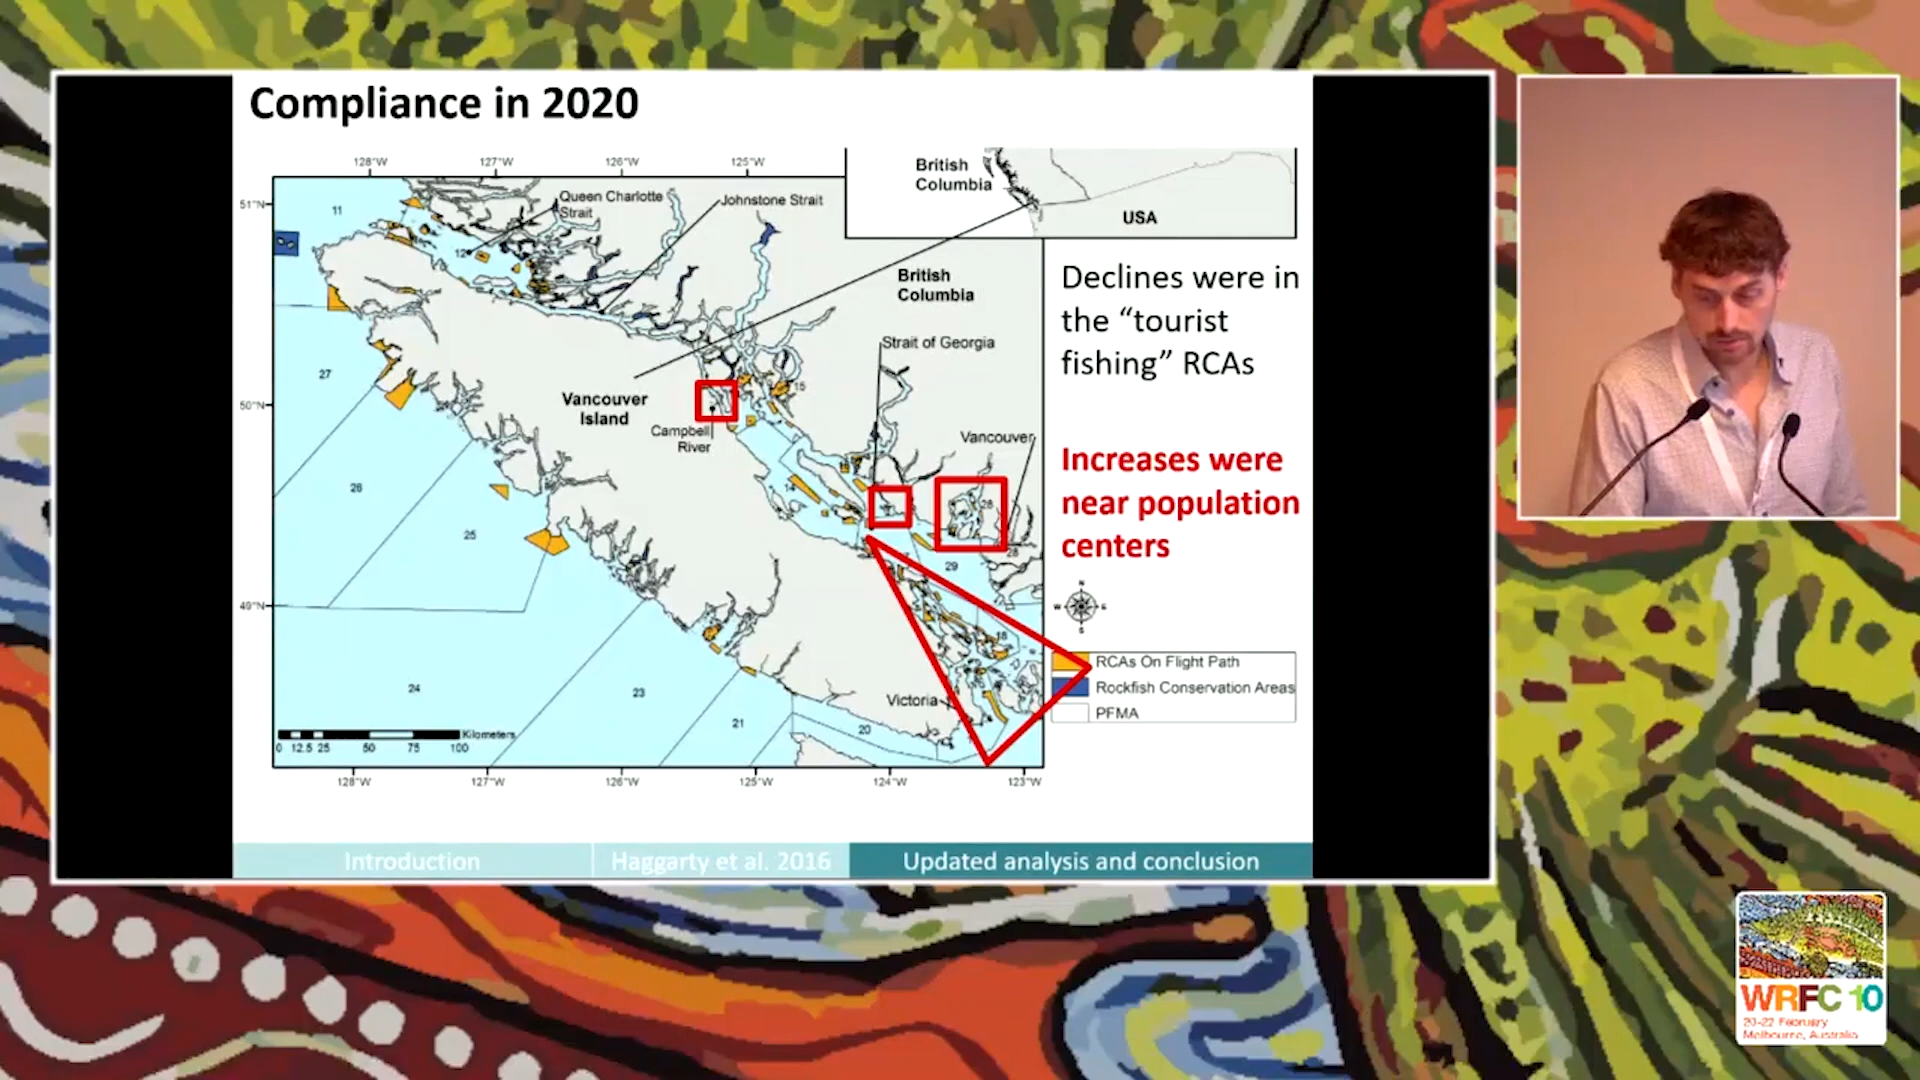 Compliance in 2020
128°W 127°W 126°W 125°W
British
Columbia
USA
51°N
11
Queen Charlotte
Strait
Johnstone Strait
12
British
Columbia
Declines were in
the “tourist
fishing” RCAs
Strait of Georgia
27
15
50°N
Vancouver
Island
Campbell
River
Vancouver
Increases were
near population
centers
26
14
28
25
28
29
49°N
18
24
23
21
20
Victoria
RCAs On Flight Path
Rockfish Conservation Areas
PFMA
N
W E
S
Kilometers
0 12.5 25 50 75 100
128°W 127°W 126°W 125°W 124°W 123°W
Introduction
Haggarty et al. 2016
Updated analysis and conclusion
WRFC 10
20-22 February
Melbourne, Australia